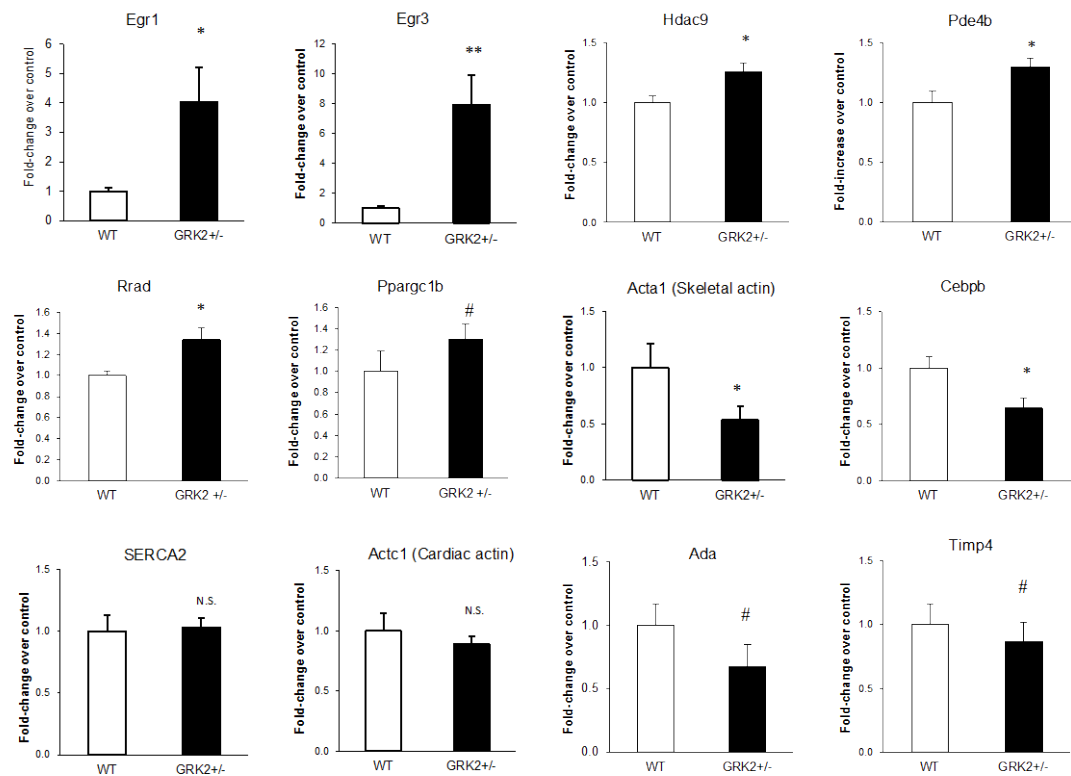 Egr1
Fold-change over control
6
5
4
3
2
1
0
*
WT
GRK2+/-
Egr3
Fold-change over control
12
10
8
6
4
2
0
**
WT
GRK2+/-
Hdac9
Fold-change over control
1.5
1.0
0.5
0.0
*
WT
GRK2+/-
Pde4b
Fold-increase over control
1.5
1.0
0.5
0.0
*
WT
GRK2+/-
Rrad
Fold-change over control
1.6
1.4
1.2
1.0
0.8
0.6
0.4
0.2
0.0
*
WT
GRK2 +/-
Ppargc1b
Fold-change over control
1.6
1.4
1.2
1.0
0.8
0.6
0.4
0.2
0.0
#
WT
GRK2 +/-
Acta1 (Skeletal actin)
Fold-change over control
1.5
1.0
0.5
0.0
*
WT
GRK2+/-
Cebpb
Fold-change over control
1.5
1.0
0.5
0.0
*
WT
GRK2+/-
SERCA2
Fold-change over control
1.5
1.0
0.5
0.0
N.S.
WT
GRK2+/-
Actc1 (Cardiac actin)
Fold-change over control
1.5
1.0
0.5
0.0
N.S.
WT
GRK2+/-
Ada
Fold-change over control
1.5
1.0
0.5
0.0
#
WT
GRK2+/-
Timp4
Fold-change over control
1.5
1.0
0.5
0.0
#
WT
GRK2+/-